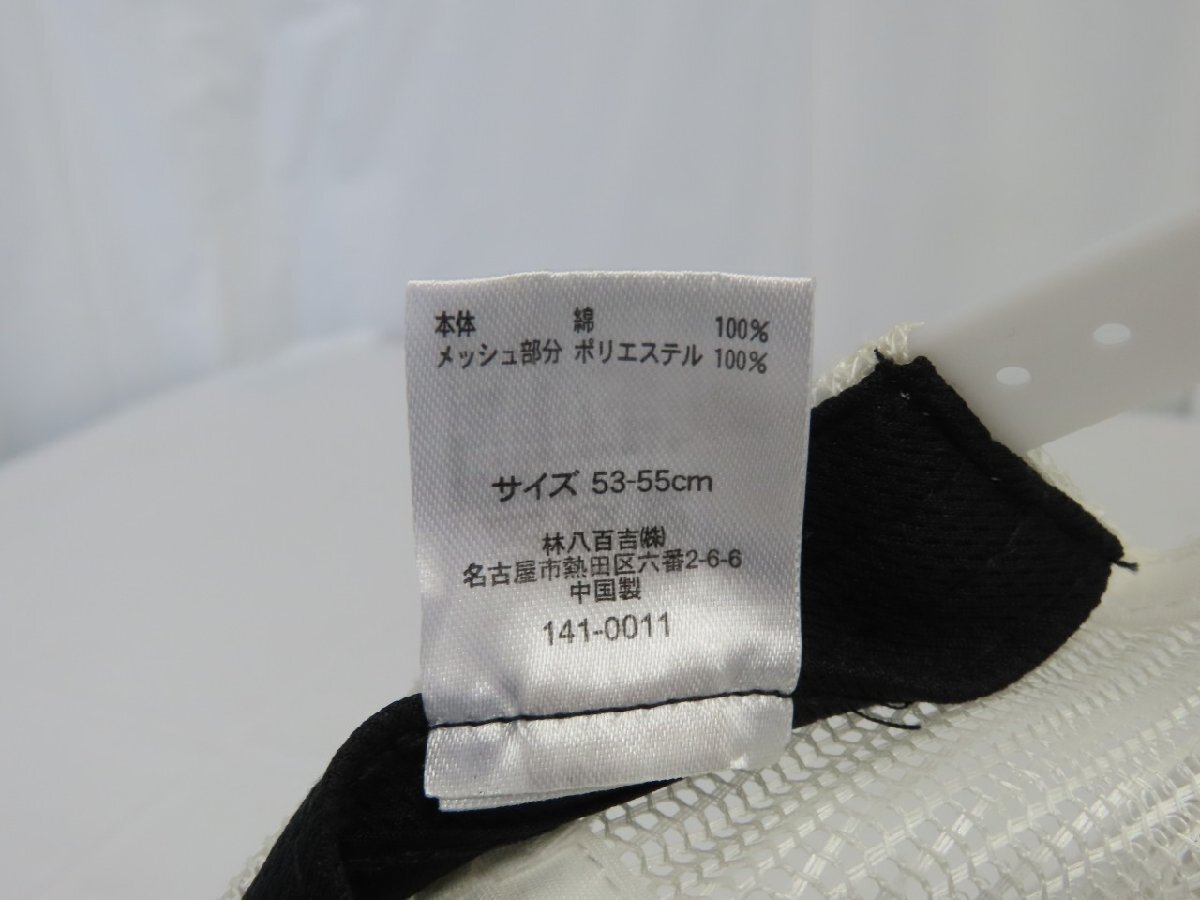 本体 綿 100%
メッシュ部分 ポリエステル 100%
サイズ 53-55cm
林八百吉㈱
名古屋市熱田区六番2-6-6
中国製
141-0011